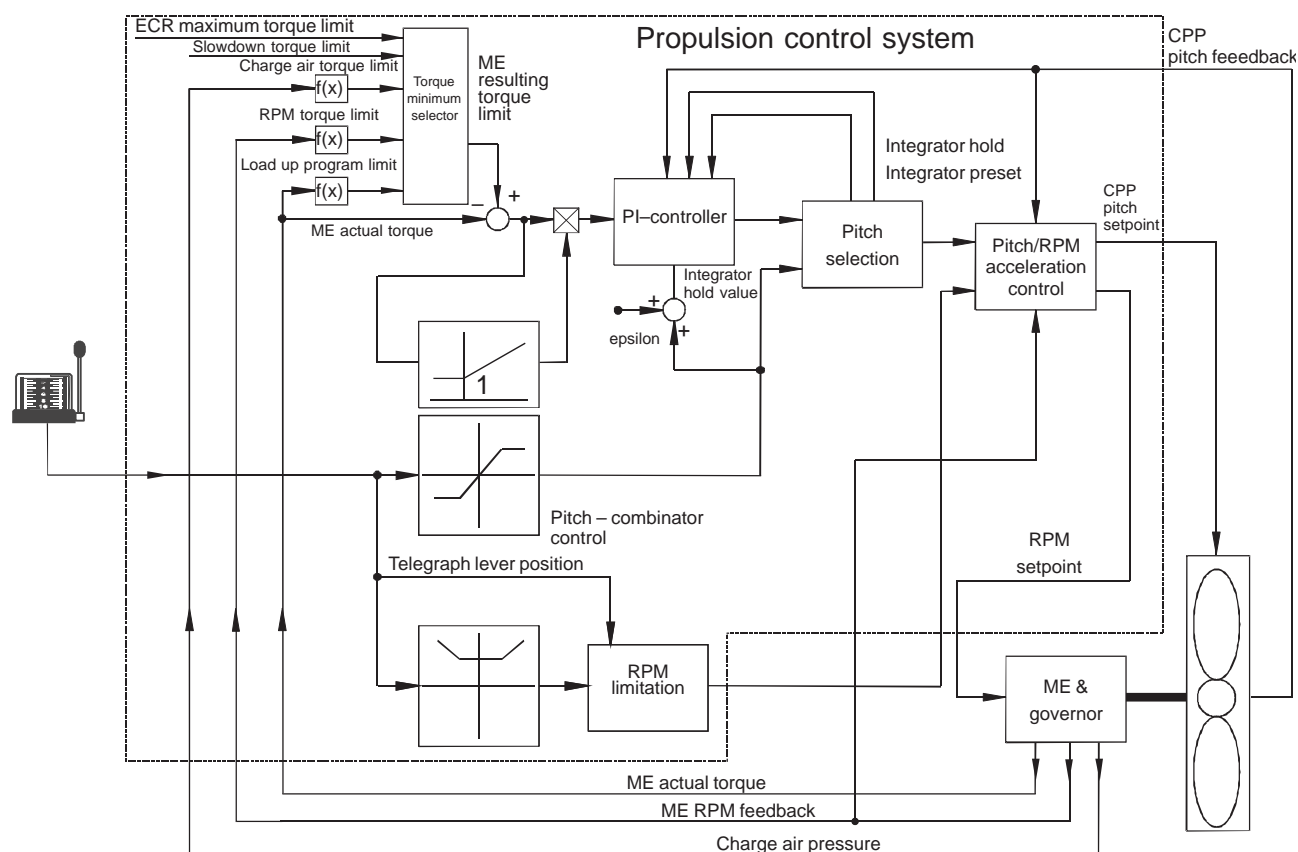 ECR maximum torque limit
Slowdown torque limit
Charge air torque limit
f(x)
RPM torque limit
f(x)
Load up program limit
f(x)
Torque
minimum
selector
ME
resulting
torque
limit
Propulsion control system
CPP
pitch feeedback
Integrator hold
Integrator preset
CPP
pitch
setpoint
–
+
ME actual torque
PI–controller
Pitch
selection
Pitch/RPM
acceleration
control
Integrator
hold value
+
+
epsilon
1
Pitch – combinator
control
Telegraph lever position
RPM
setpoint
RPM
limitation
ME &
governor
ME actual torque
ME RPM feedback
Charge air pressure